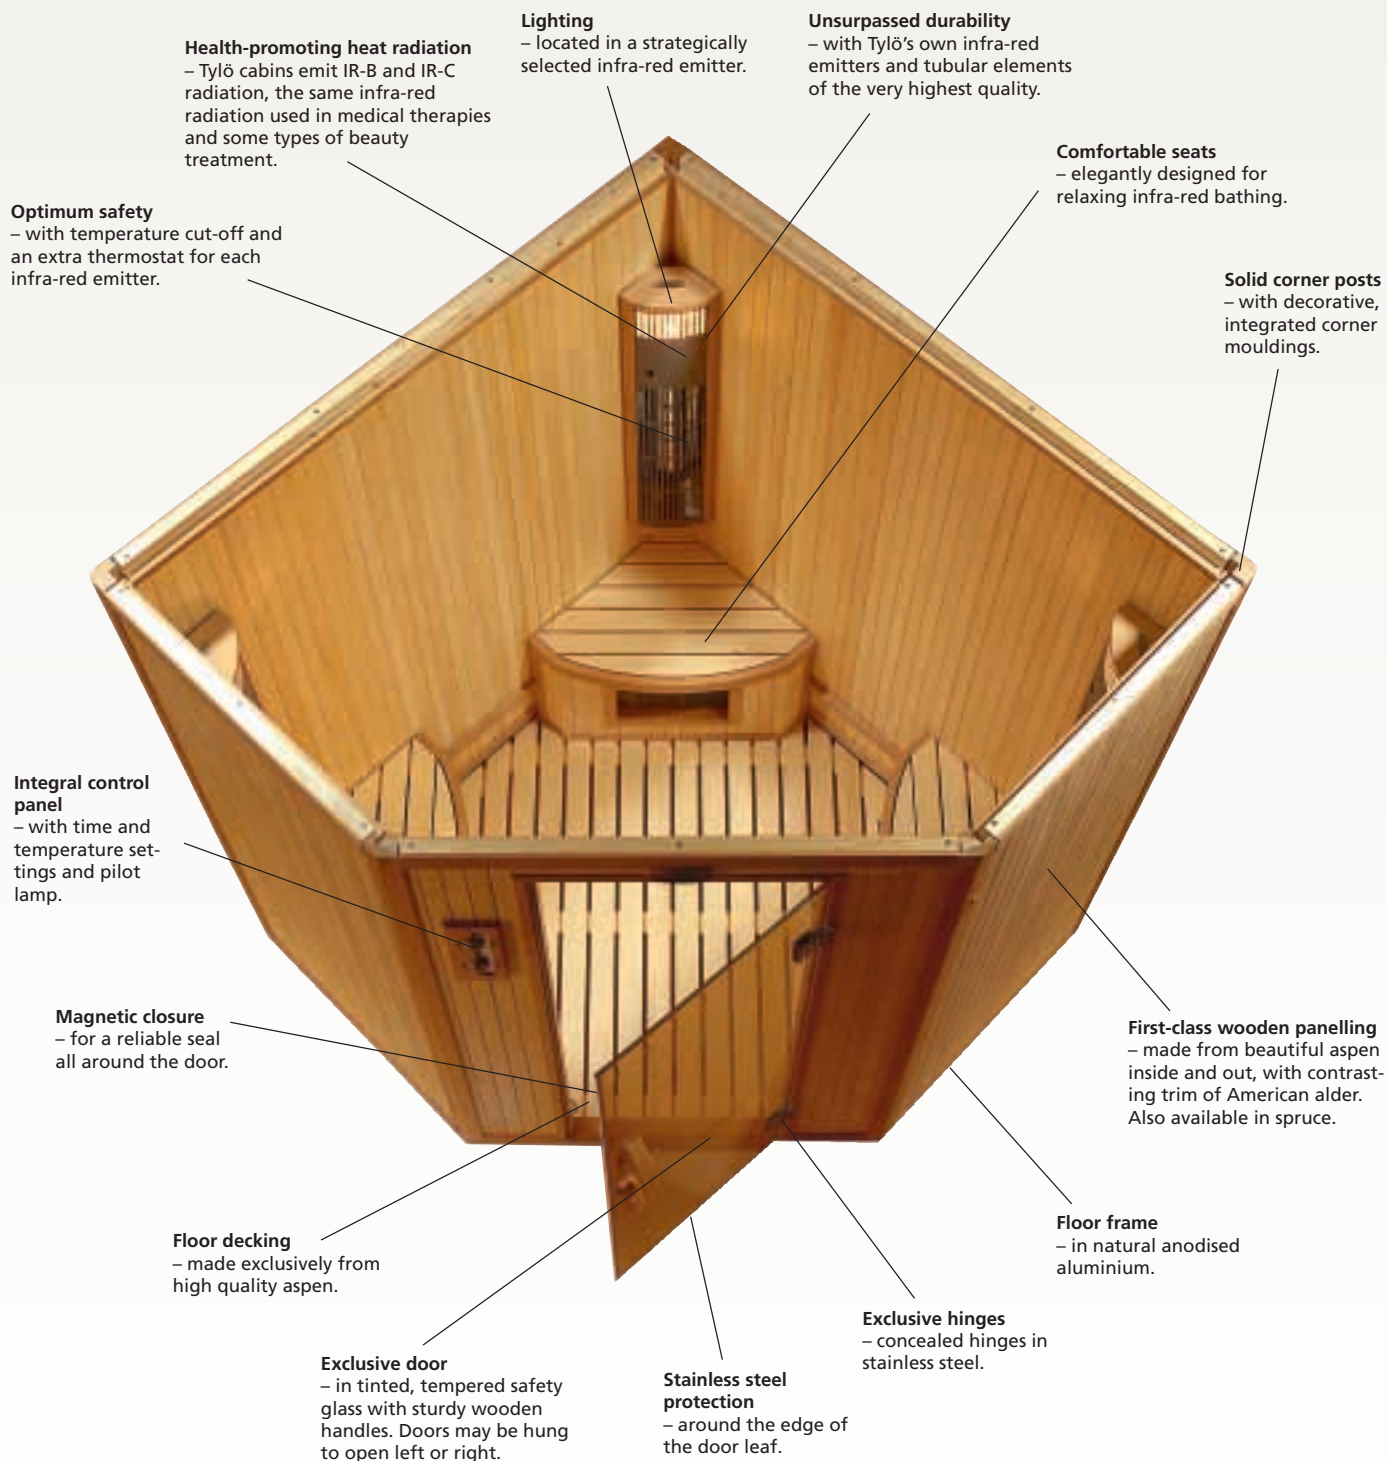 Lighting
– located in a strategically
selected infra-red emitter.
Unsurpassed durability
– with Tylö’s own infra-red
emitters and tubular elements
of the very highest quality.
Health-promoting heat radiation
– Tylö cabins emit IR-B and IR-C
radiation, the same infra-red
radiation used in medical therapies
and some types of beauty
treatment.
Comfortable seats
– elegantly designed for
relaxing infra-red bathing.
Optimum safety
– with temperature cut-off and
an extra thermostat for each
infra-red emitter.
Solid corner posts
– with decorative,
integrated corner
mouldings.
Integral control
panel
– with time and
temperature set-
tings and pilot
lamp.
Magnetic closure
– for a reliable seal
all around the door.
First-class wooden panelling
– made from beautiful aspen
inside and out, with contrast-
ing trim of American alder.
Also available in spruce.
Floor decking
– made exclusively from
high quality aspen.
Floor frame
– in natural anodised
aluminium.
Exclusive hinges
– concealed hinges in
stainless steel.
Exclusive door
– in tinted, tempered safety
glass with sturdy wooden
handles. Doors may be hung
to open left or right.
Stainless steel
protection
– around the edge of
the door leaf.